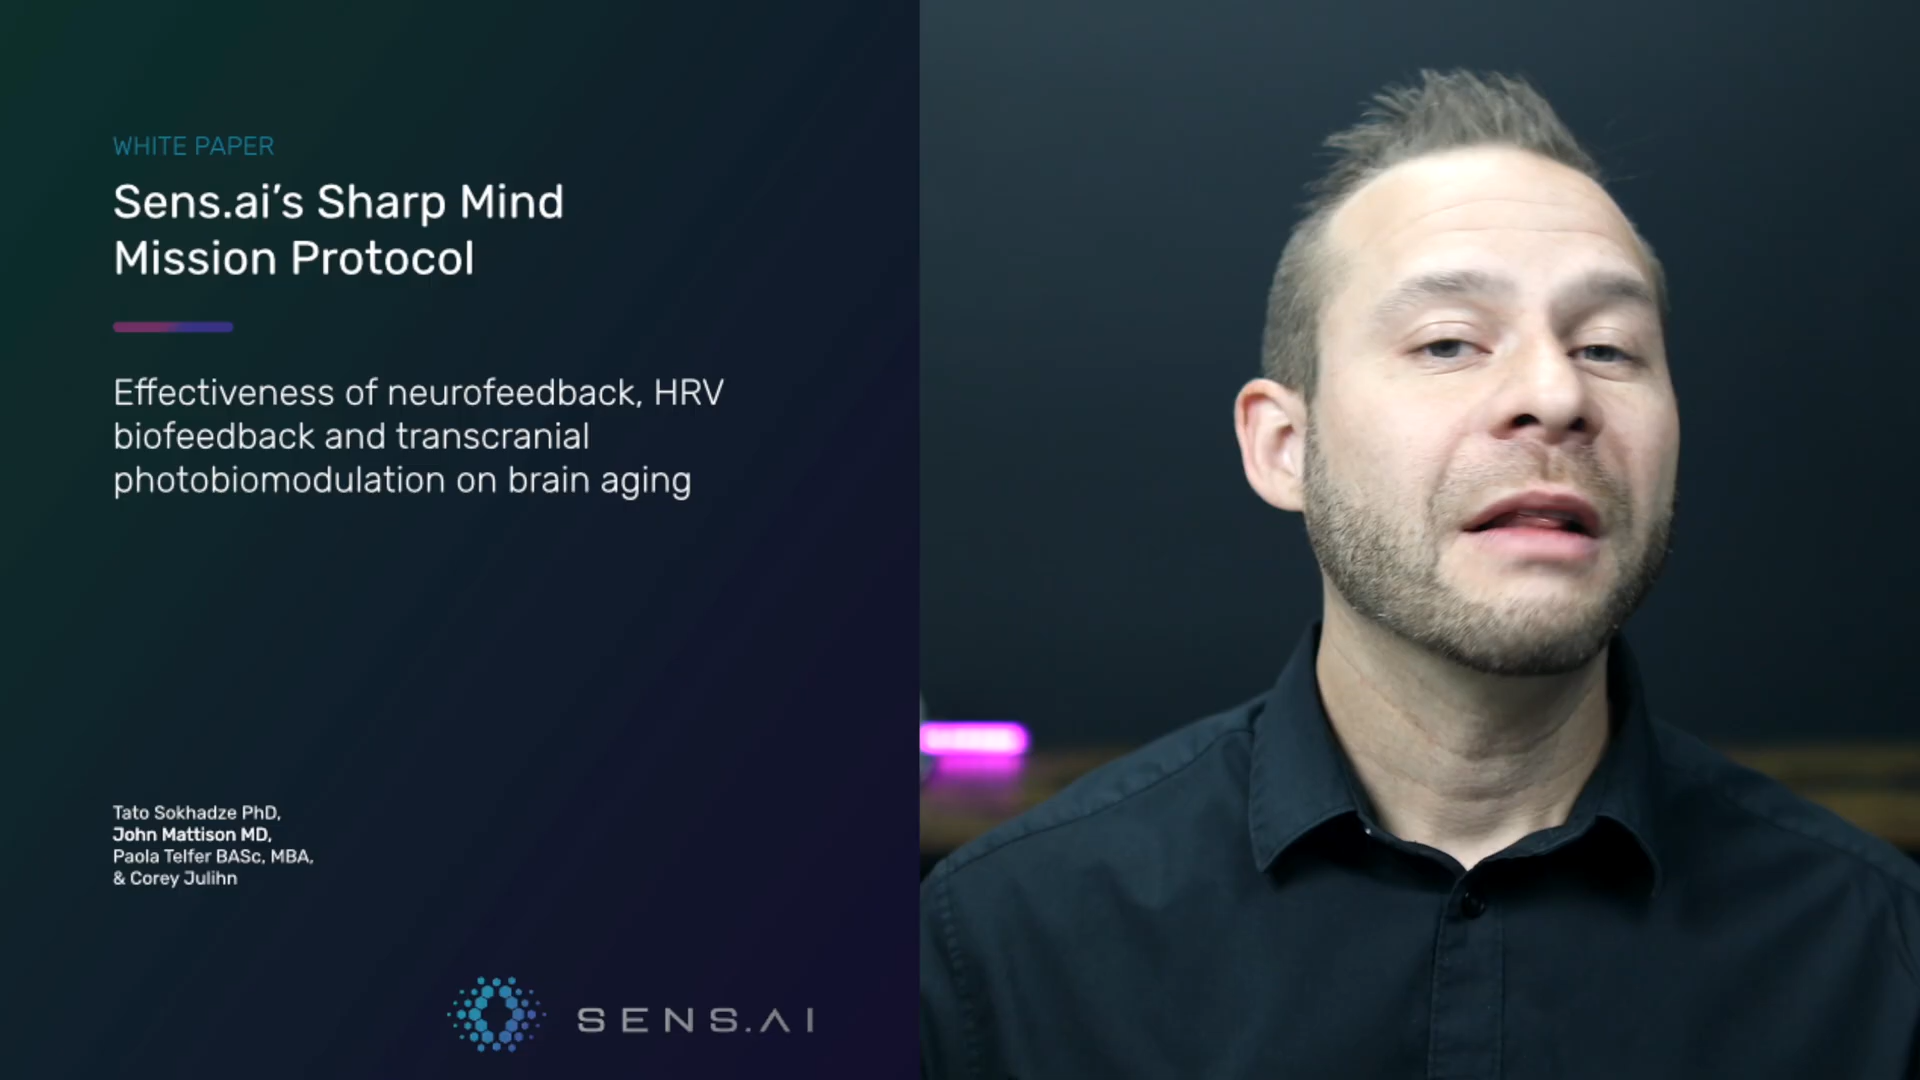 WHITE PAPER
Sens.ai’s Sharp Mind
Mission Protocol
Effectiveness of neurofeedback, HRV
biofeedback and transcranial
photobiomodulation on brain aging
Tato Sokhadze PhD,
John Mattison MD,
Paola Telfer BASc, MBA,
& Corey Julihn
SENS.AI